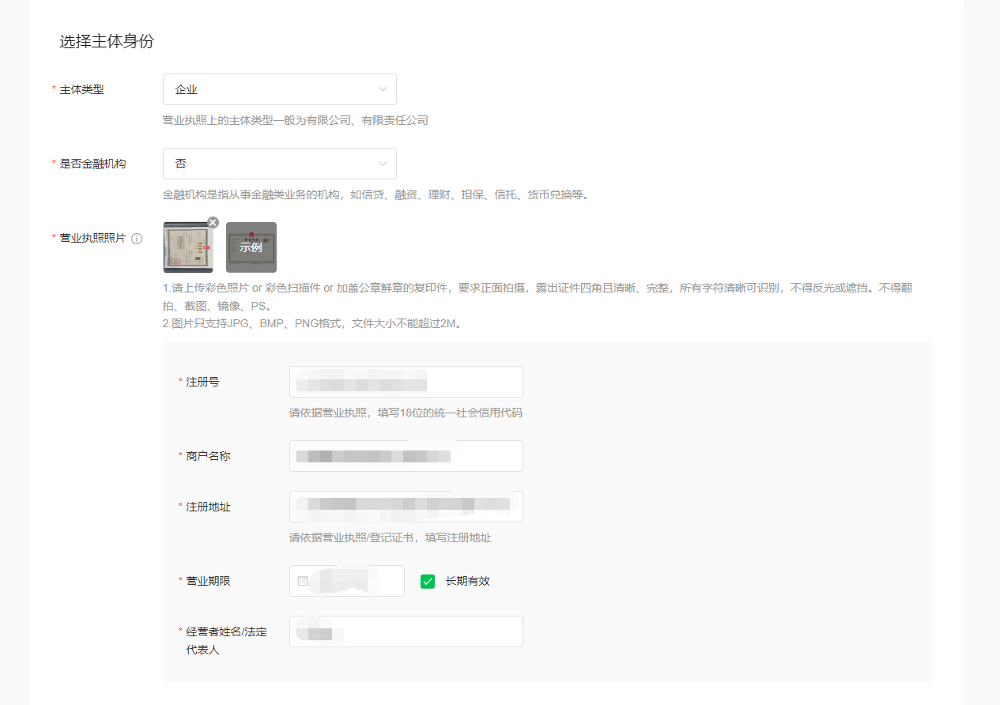 选择主体身份
* 主体类型
企业
营业执照上的主体类型一般为有限公司、有限责任公司
* 是否金融机构
否
金融机构是指从事金融类业务的机构，如信贷、融资、理财、担保、信托、货币兑换等。
* 营业执照照片
示例
1.请上传彩色照片 or 彩色扫描件 or 加盖公章鲜章的复印件，要求正面拍摄，露出证件四角且清晰、完整，所有字符清晰可识别，不得反光或遮挡。不得翻
拍、截图、镜像、PS。
2.图片只支持JPG、BMP、PNG格式，文件大小不能超过2M。
* 注册号
请依据营业执照，填写18位的统一社会信用代码
* 商户名称
* 注册地址
请依据营业执照/登记证书，填写注册地址
* 营业期限
长期有效
* 经营者姓名/法定
代表人